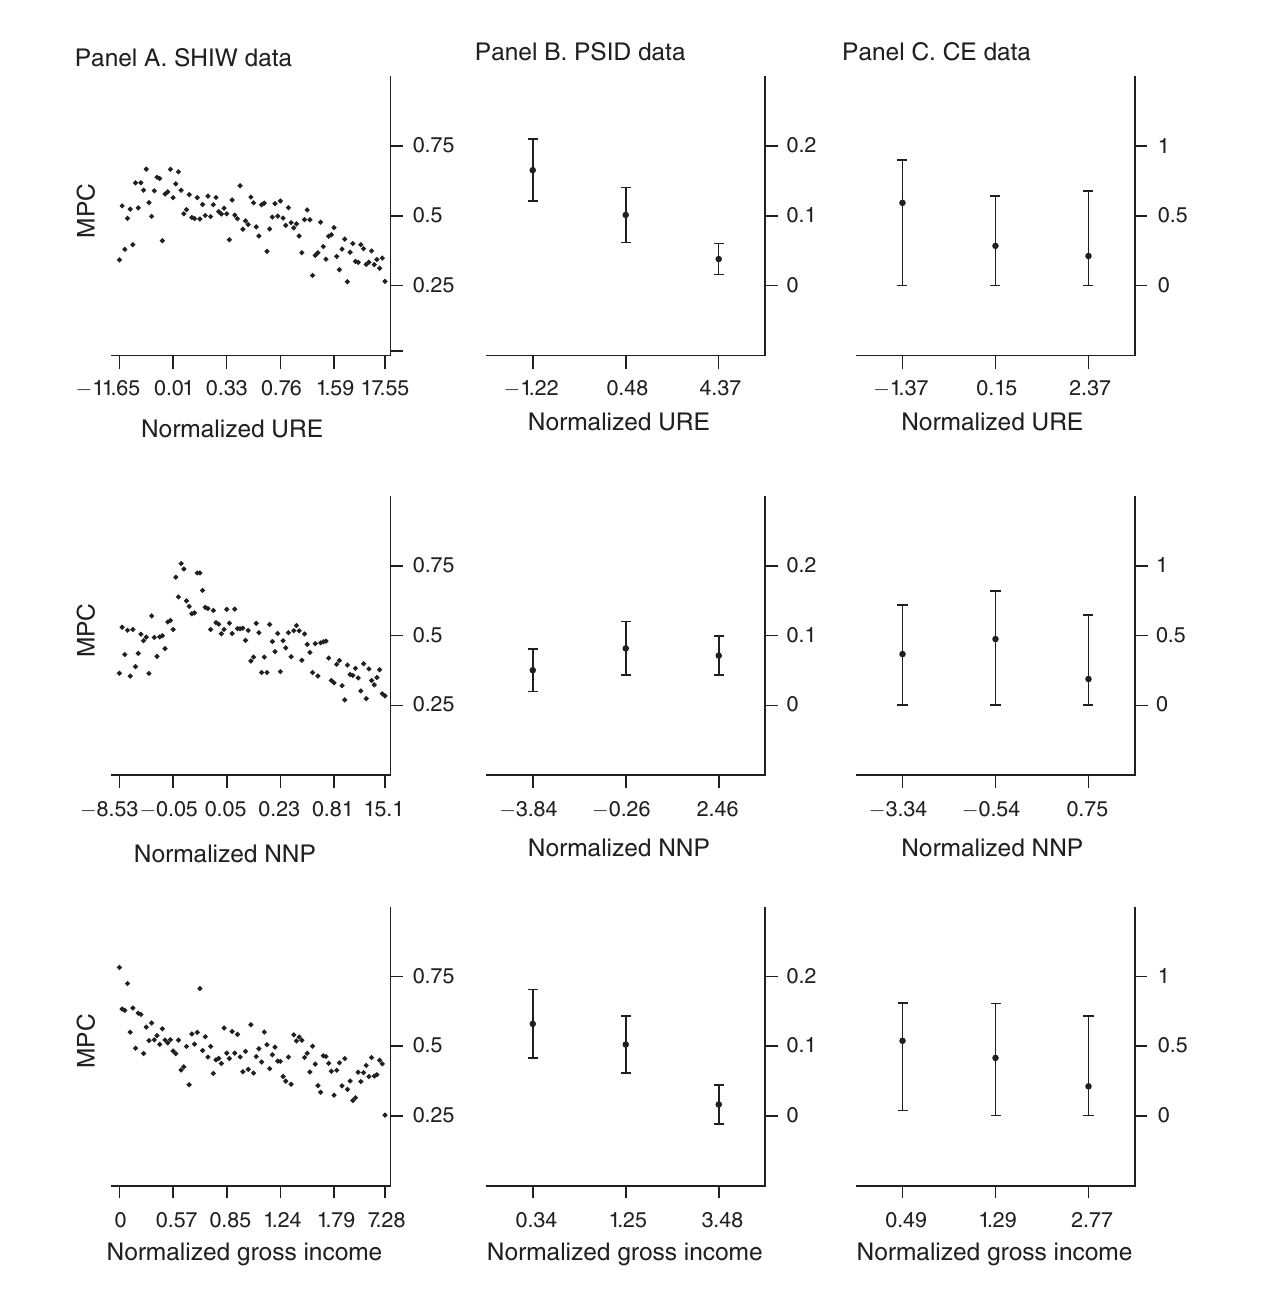 Panel A. SHIW data
Panel B. PSID data
Panel C. CE data
MPC
0.75
0.5
0.25
−11.65 0.01 0.33 0.76 1.59 17.55
Normalized URE
0.2
0.1
0
−1.22 0.48 4.37
Normalized URE
1
0.5
0
−1.37 0.15 2.37
Normalized URE
MPC
0.75
0.5
0.25
−8.53 −0.05 0.05 0.23 0.81 15.1
Normalized NNP
0.2
0.1
0
−3.84 −0.26 2.46
Normalized NNP
1
0.5
0
−3.34 −0.54 0.75
Normalized NNP
MPC
0.75
0.5
0.25
0 0.57 0.85 1.24 1.79 7.28
Normalized gross income
0.2
0.1
0
0.34 1.25 3.48
Normalized gross income
1
0.5
0
0.49 1.29 2.77
Normalized gross income